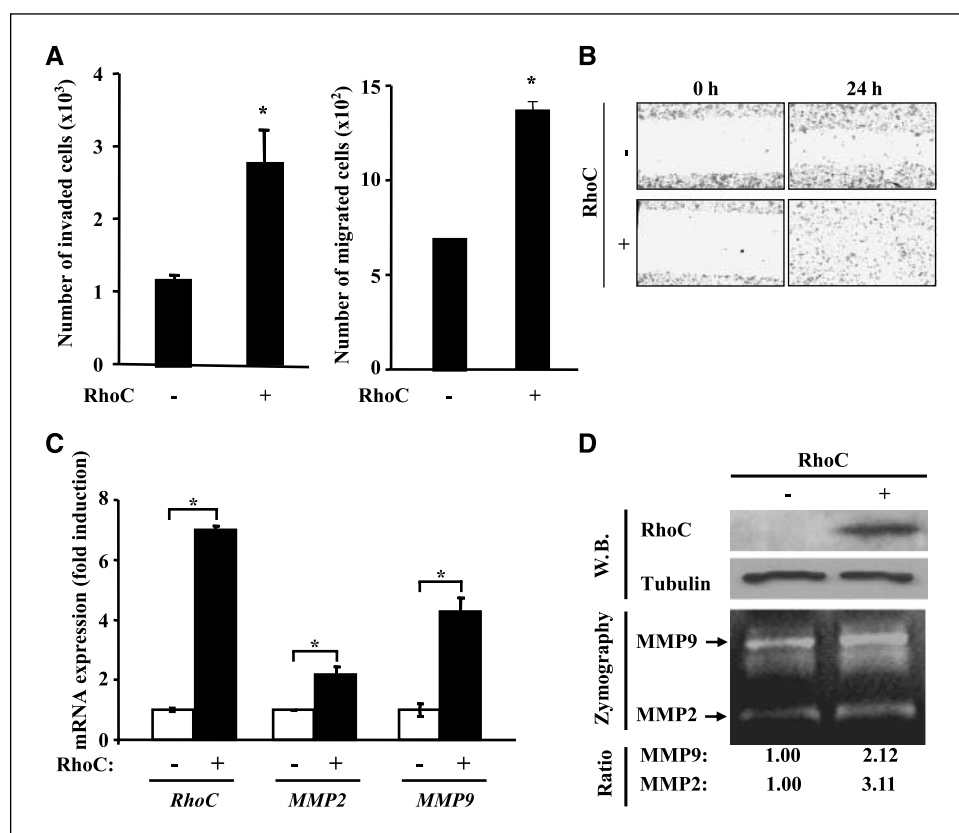 A
Number of invaded cells (x10³)
4
3
2
1
0
*
RhoC - +
Number of migrated cells (x10²)
15
10
5
0
*
- +
B
0 h 24 h
RhoC
-
+
C
mRNA expression (fold induction)
8
6
4
2
0
*
*
*
RhoC: - + - + - +
RhoC MMP2 MMP9
D
RhoC
- +
W.B.
RhoC
Tubulin
Zymography
MMP9
MMP2
Ratio
MMP9: 1.00 2.12
MMP2: 1.00 3.11